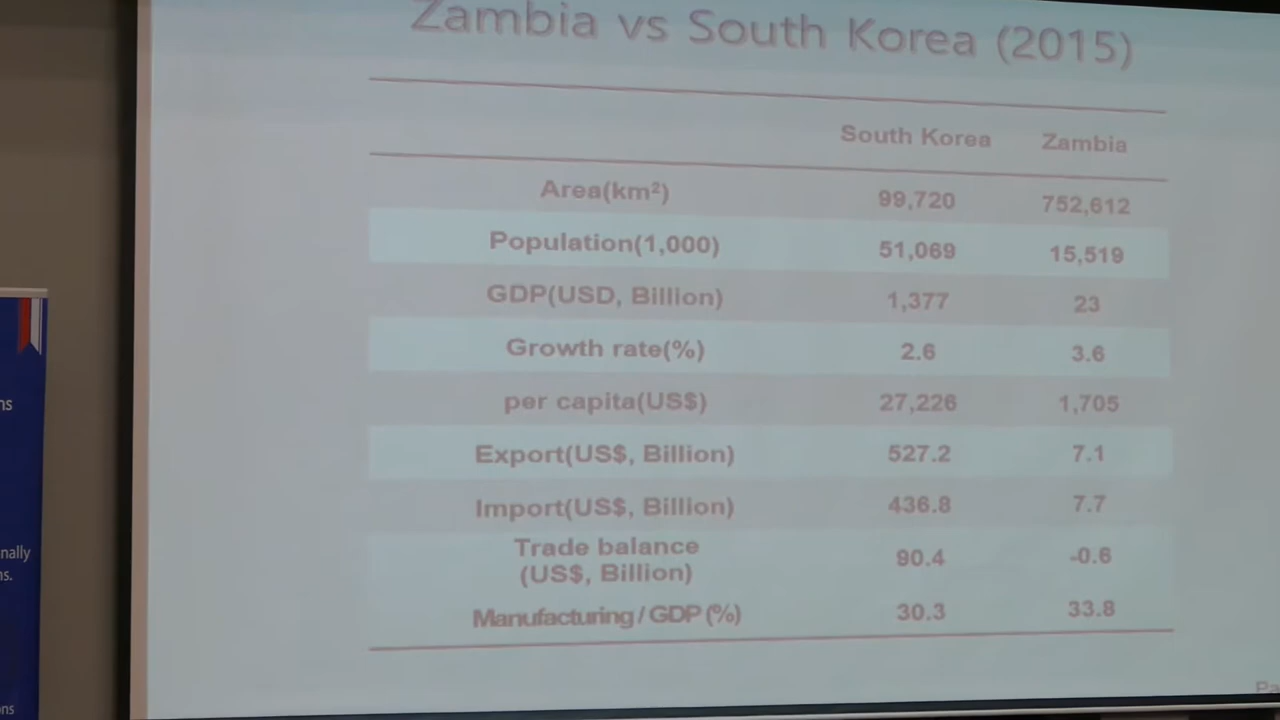 Zambia vs South Korea (2015)
South Korea Zambia
Area(km²) 99,720 752,612
Population(1,000) 51,069 15,519
GDP(USD, Billion) 1,377 23
Growth rate(%) 2.6 3.6
per capita(US$) 27,226 1,705
Export(US$, Billion) 527.2 7.1
Import(US$, Billion) 436.8 7.7
Trade balance
(US$, Billion) 90.4 -0.6
Manufacturing / GDP (%) 30.3 33.8
Pa
ns
nally
ns.
ons